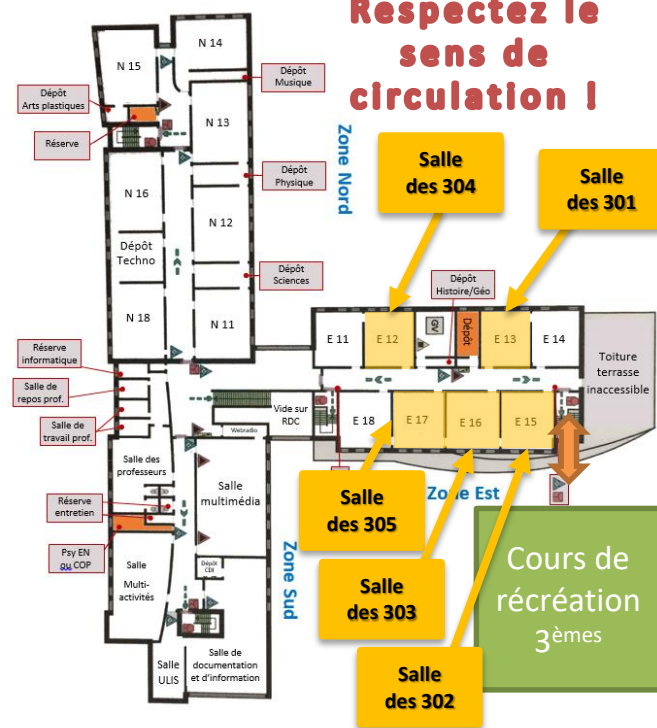 Respectez le
sens de
circulation !
N 14
N 15
Dépôt
Musique
Dépôt
Arts plastiques
Réserve
N 13
Zone Nord
Salle
des 304
Salle
des 301
Dépôt
Physique
N 16
N 12
Dépôt
Techno
Dépôt
Sciences
Dépôt
Histoire/Géo
N 18
N 11
E 11
E 12
GV
Dépôt
E 13
E 14
Toiture
terrasse
inaccessible
Réserve
informatique
Salle de
repos prof.
Salle de
travail prof.
Vide sur
RDC
Webradio
E 18
E 17
E 16
E 15
Salle des
professeurs
Salle
multimédia
Zone Est
Salle
des 305
Réserve
entretien
Psy EN
ou COP
Salle
Multi-
activités
Dépôt
CDI
Zone Sud
Salle
des 303
Cours de
récréation
3èmes
Salle
ULIS
Salle de
documentation
et d'information
Salle
des 302